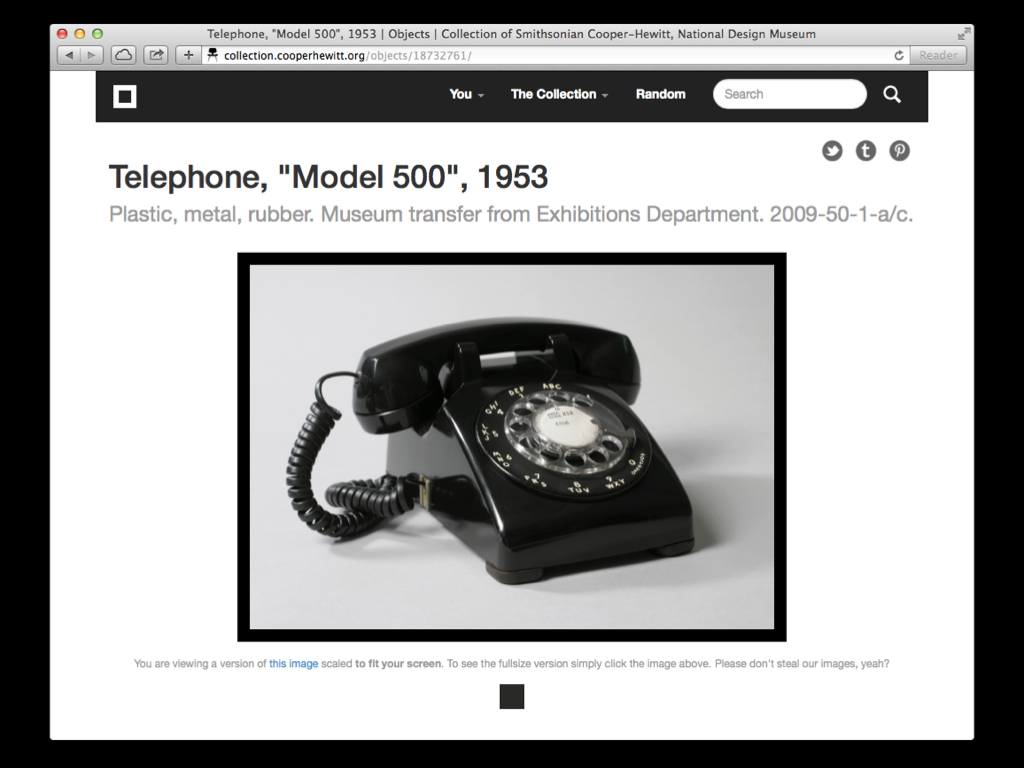 Telephone, "Model 500", 1953 | Objects | Collection of Smithsonian Cooper-Hewitt, National Design Museum
collection.cooperhewitt.org/objects/18732761/
Reader
You
The Collection
Random
Search
Telephone, "Model 500", 1953
Plastic, metal, rubber. Museum transfer from Exhibitions Department. 2009-50-1-a/c.
ABC
DEF
GHI
JKL
MNO
PRS
TUV
WXY
OPERATOR
You are viewing a version of this image scaled to fit your screen. To see the fullsize version simply click the image above. Please don't steal our images, yeah?